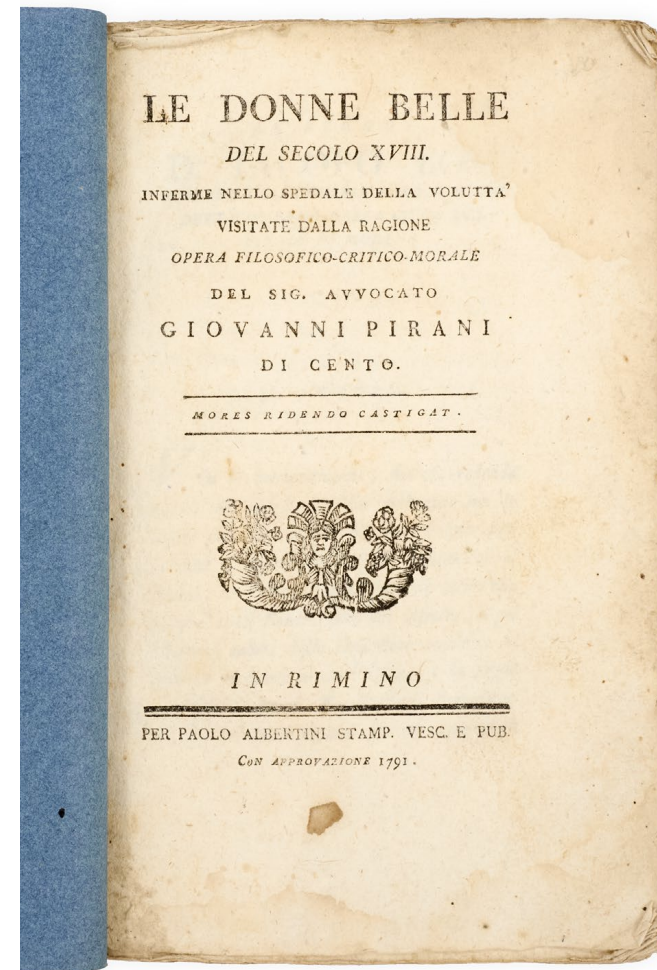 LE DONNE BELLE
DEL SECOLO XVIII.
INFERME NELLO SPEDALE DELLA VOLUTTA'
VISITATE DALLA RAGIONE
OPERA FILOSOFICO-CRITICO-MORALE
DEL SIG. AVVOCATO
GIOVANNI PIRANI
DI CENTO.
MORES RIDENDO CASTIGAT.
IN RIMINO
PER PAOLO ALBERTINI STAMP. VESC. E PUB.
CON APPROVAZIONE 1791.